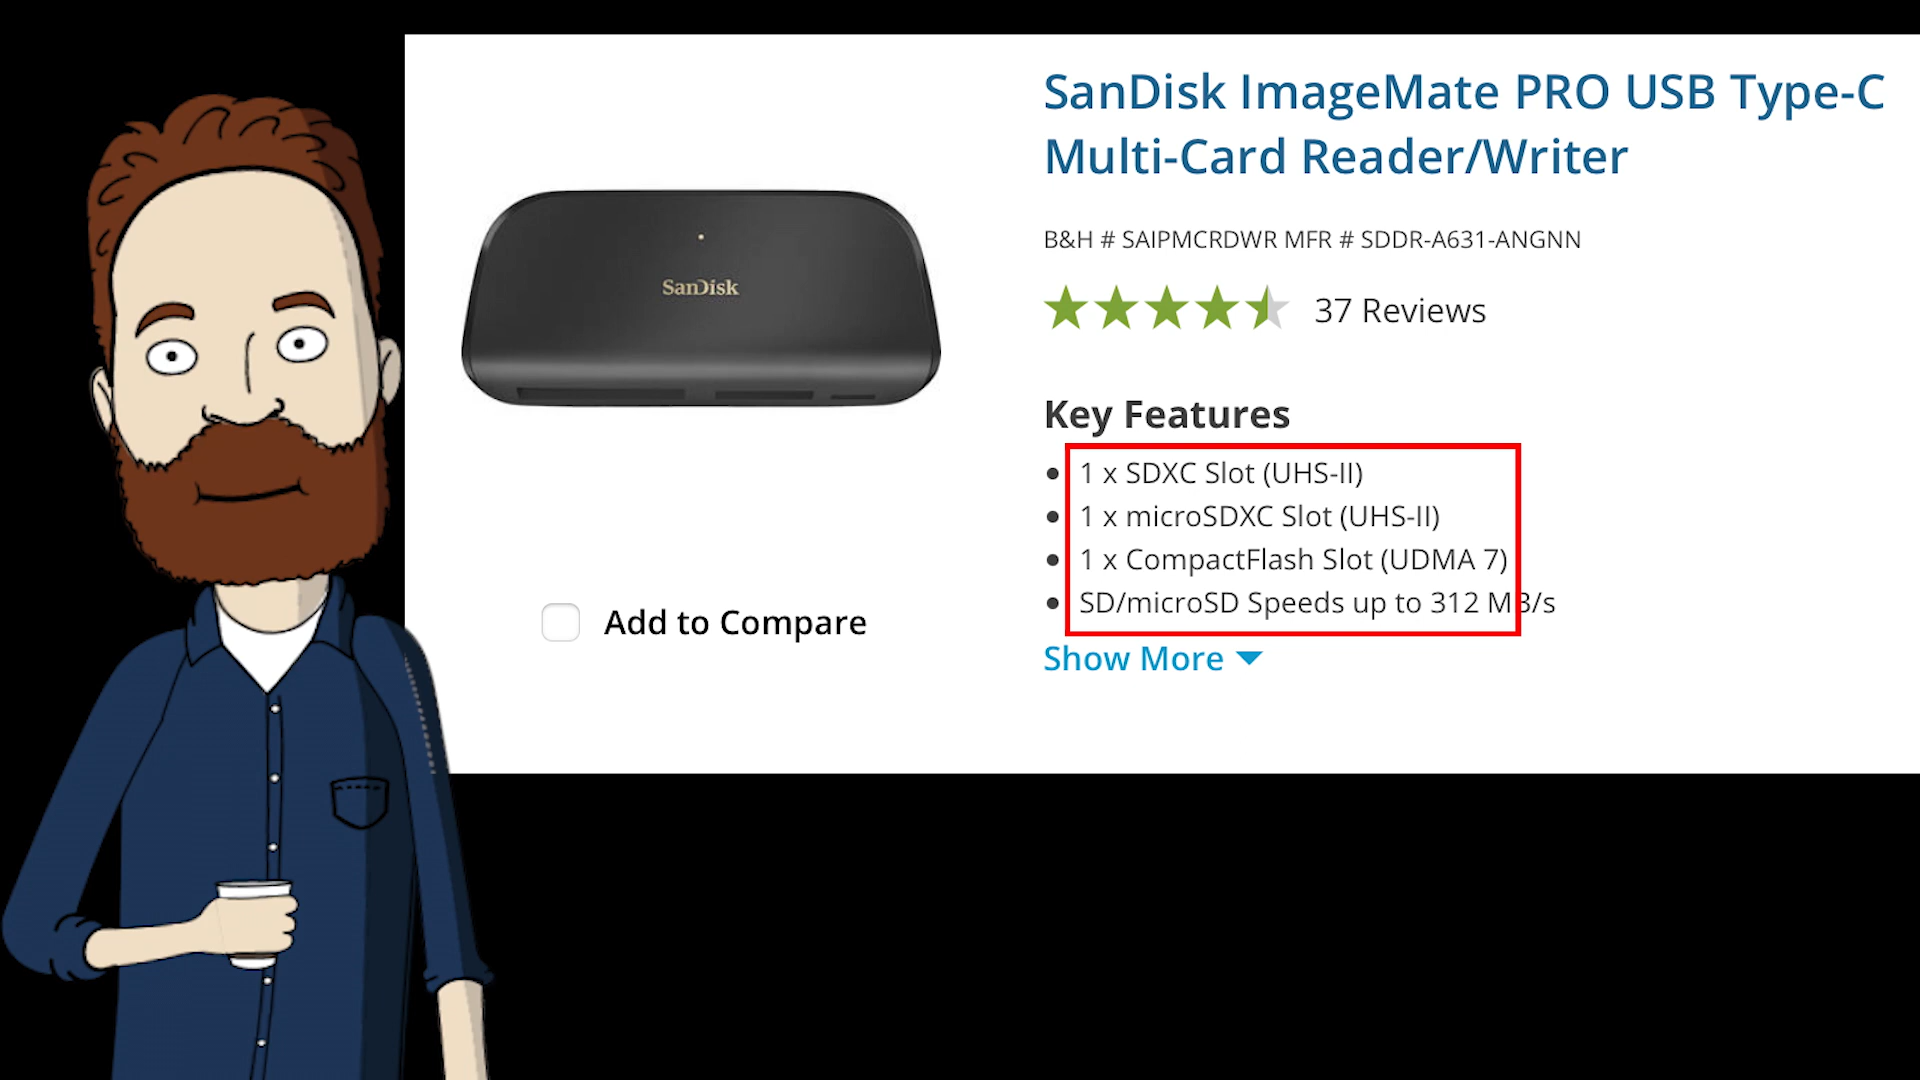 SanDisk ImageMate PRO USB Type-C
Multi-Card Reader/Writer
B&H # SAIPMCRDWR MFR # SDDR-A631-ANGNN
37 Reviews
SanDisk
Key Features
1 x SDXC Slot (UHS-II)
1 x microSDXC Slot (UHS-II)
1 x CompactFlash Slot (UDMA 7)
SD/microSD Speeds up to 312 MB/s
Add to Compare
Show More